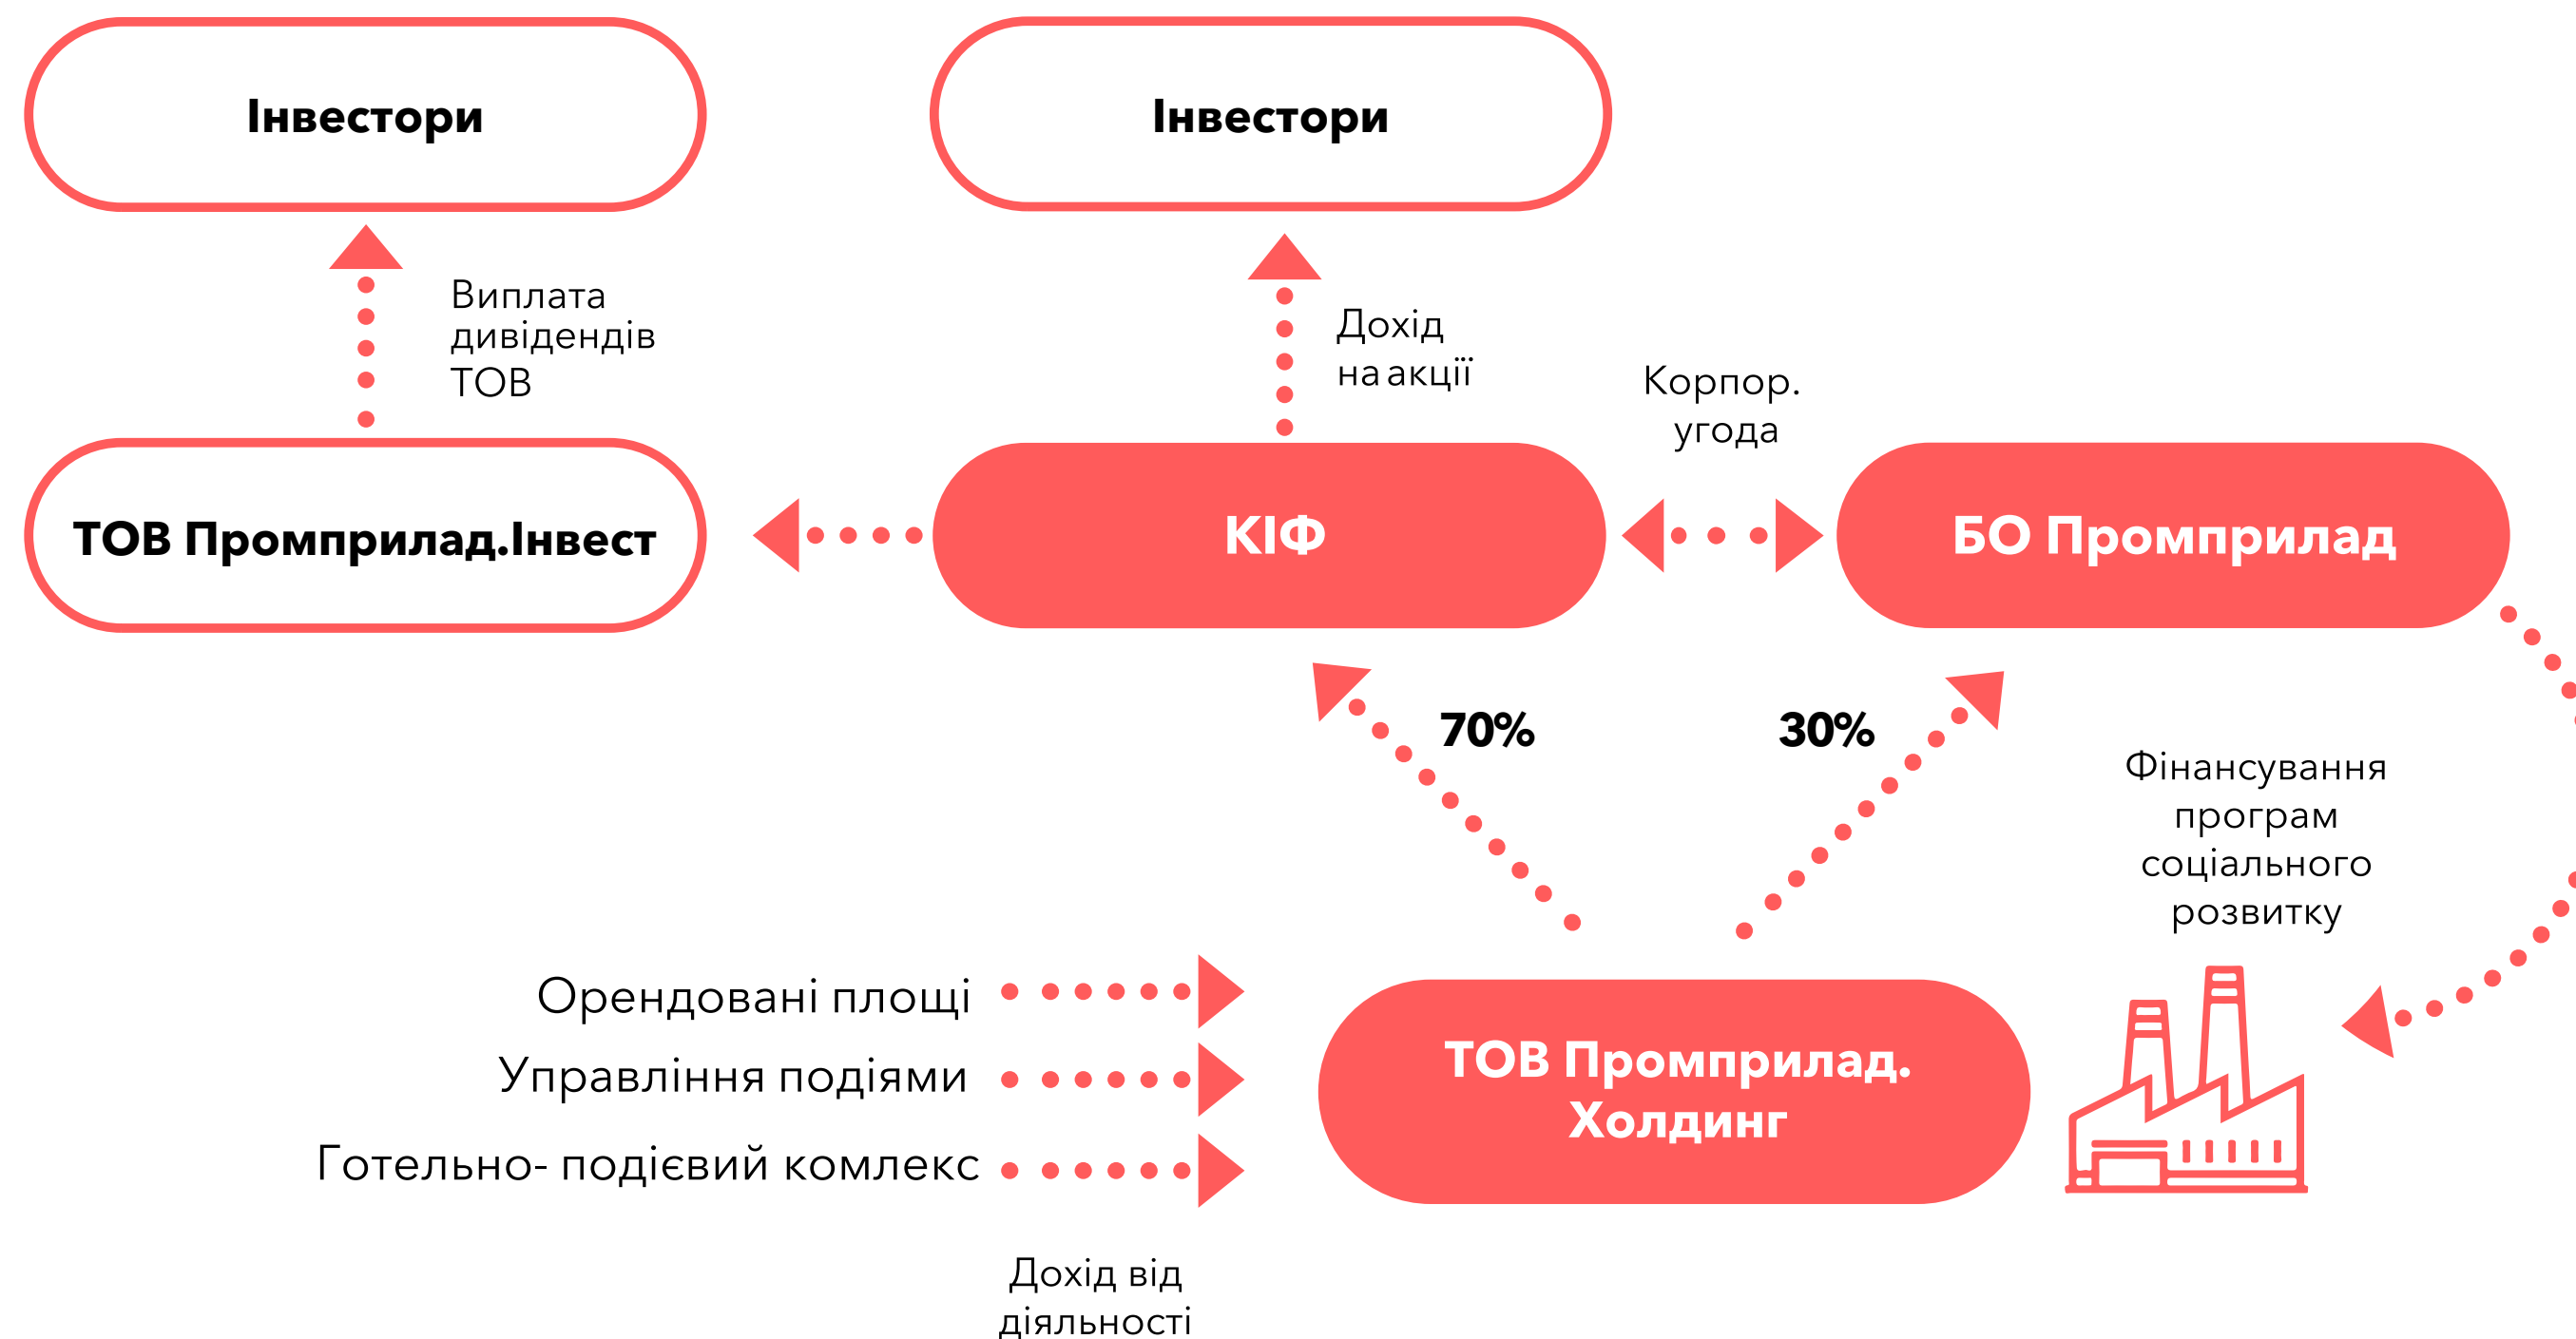 Інвестори
Інвестори
Виплата
дивідендів
ТОВ
Дохід
на акції
Корпор.
угода
ТОВ Промприлад.Інвест
КІФ
БО Промприлад
70%
30%
Фінансування
програм
соціального
розвитку
Орендовані площі
Управління подіями
Готельно- подієвий комлекс
ТОВ Промприлад.
Холдинг
Дохід від
діяльності